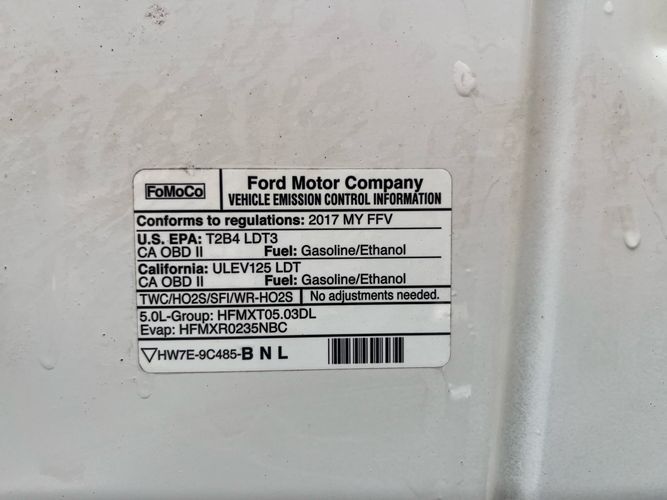 FoMoCo
Ford Motor Company
VEHICLE EMISSION CONTROL INFORMATION
Conforms to regulations: 2017 MY FFV
U.S. EPA: T2B4 LDT3
CA OBD II Fuel: Gasoline/Ethanol
California: ULEV125 LDT
CA OBD II Fuel: Gasoline/Ethanol
TWC/HO2S/SFI/WR-HO2S No adjustments needed.
5.0L-Group: HFMXT05.03DL
Evap: HFMXR0235NBC
HW7E-9C485-B N L